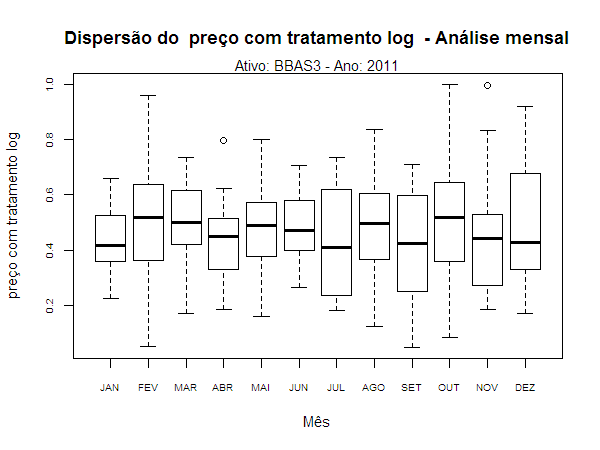 Dispersão do preço com tratamento log - Análise mensal
Ativo: BBAS3 - Ano: 2011
preço com tratamento log
1.0
0.8
0.6
0.4
0.2
JAN FEV MAR ABR MAI JUN JUL AGO SET OUT NOV DEZ
Mês